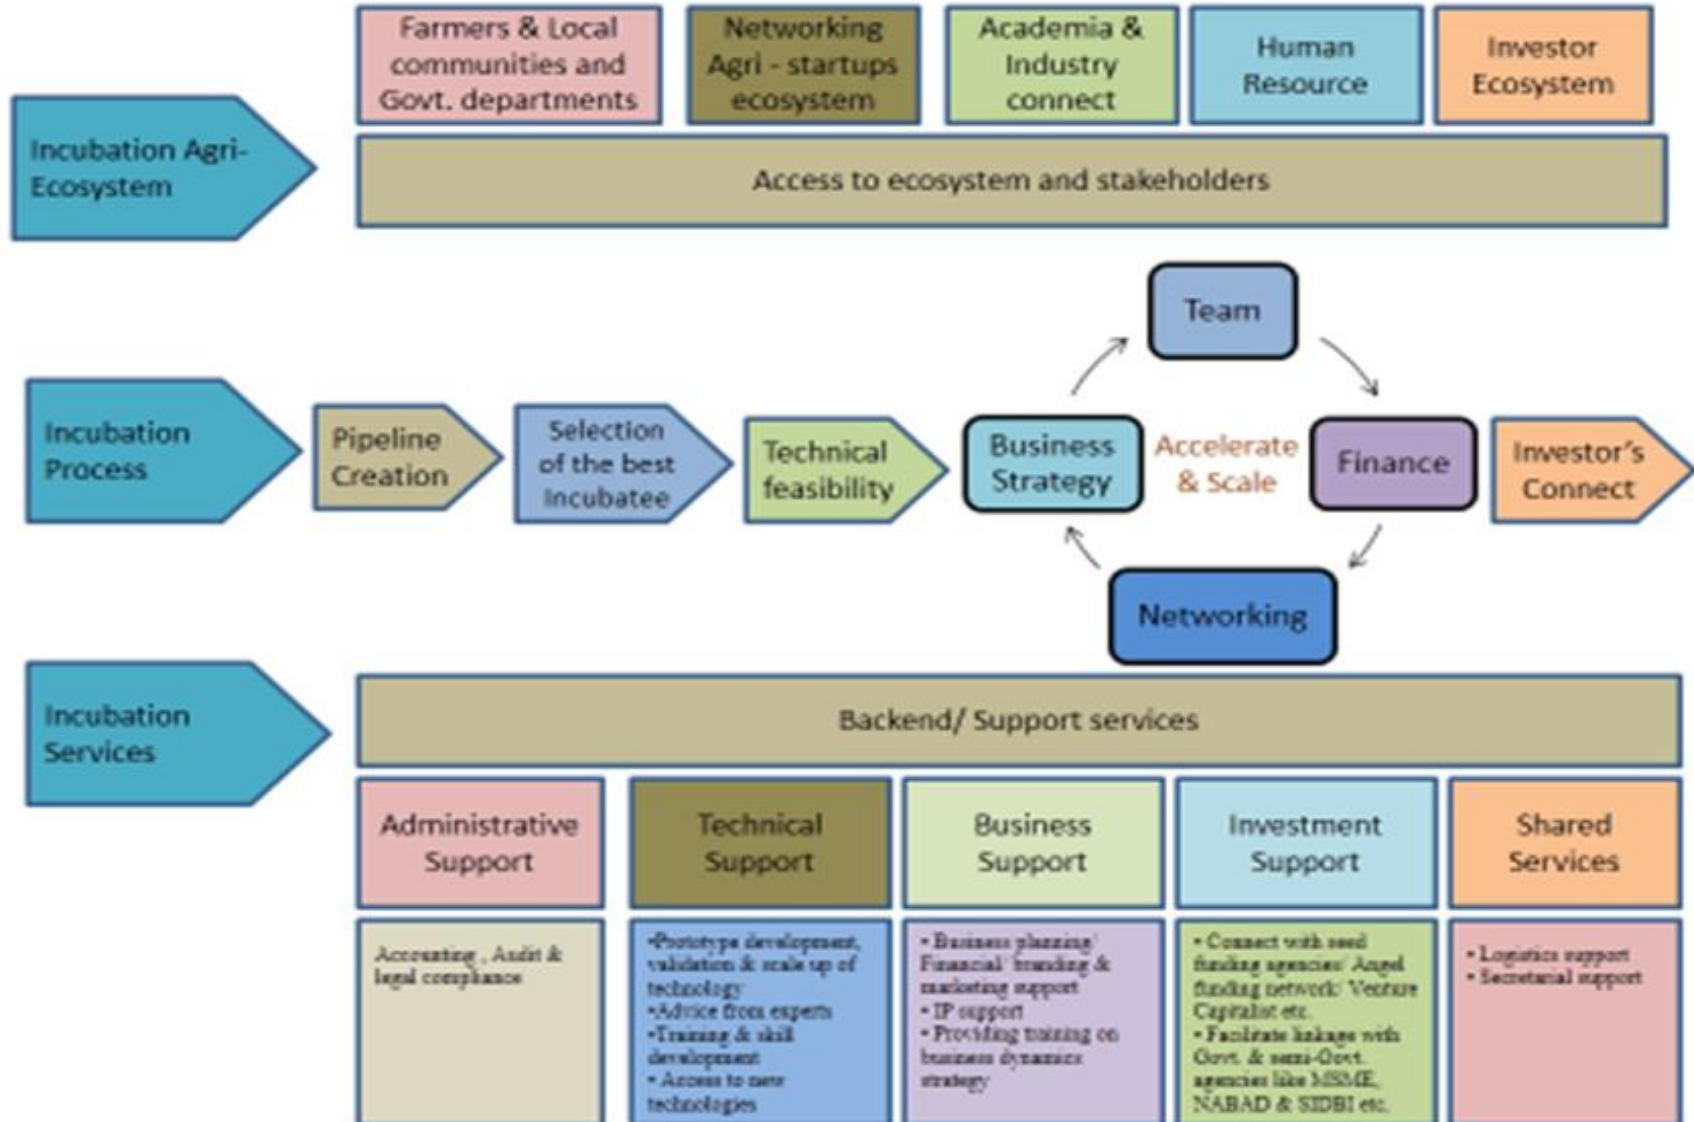 Farmers & Local
communities and
Govt. departments
Networking
Agri - startups
ecosystem
Academia &
Industry
connect
Human
Resource
Investor
Ecosystem
Incubation Agri-
Ecosystem
Access to ecosystem and stakeholders
Team
Incubation
Process
Pipeline
Creation
Selection
of the best
Incubatee
Technical
feasibility
Business
Strategy
Accelerate
& Scale
Finance
Investor's
Connect
Networking
Incubation
Services
Backend/ Support services
Administrative
Support
Technical
Support
Business
Support
Investment
Support
Shared
Services
Accounting , Audit &
legal compliance
•Prototype development,
validation & scale up of
technology
•Advice from experts
•Training & skill
development
• Access to new
technologies
• Business planning/
Financial/ branding &
marketing support
• IP support
• Providing training on
business dynamics
strategy
• Connect with seed
funding agencies/ Angel
funding network/ Venture
Capitalist etc.
• Facilitate linkage with
Govt. & semi-Govt.
agencies like MSME,
NABAD & SIDBI etc.
• Logistics support
• Secretarial support